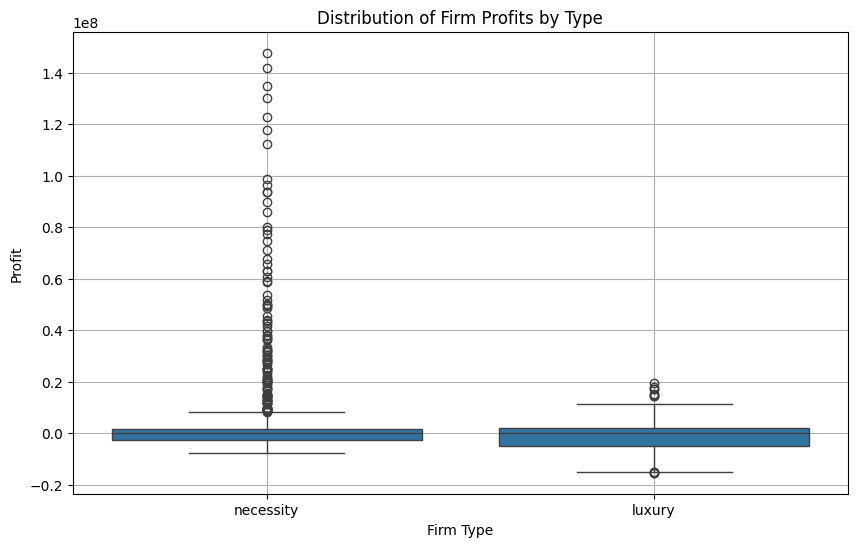 Distribution of Firm Profits by Type
1e8
1.4
1.2
1.0
0.8
0.6
0.4
0.2
0.0
−0.2
Profit
necessity luxury
Firm Type